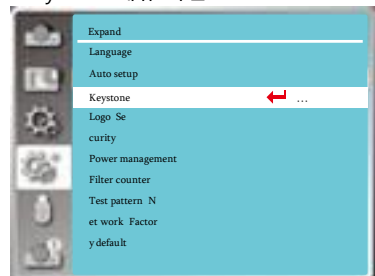 Expand
Language
Auto setup
Keystone ...
Logo Se
curity
Power management
Filter counter
Test pattern N
et work Factor
y default